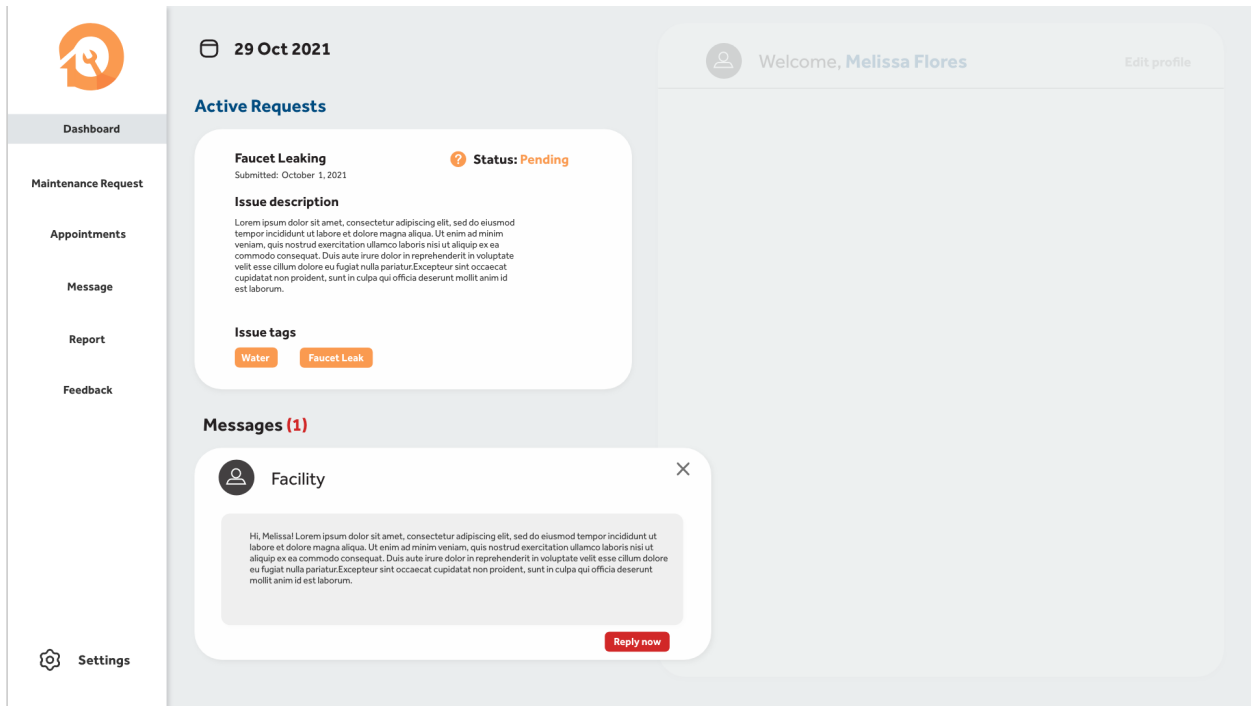 29 Oct 2021
Welcome, Melissa Flores
Edit profile
Dashboard
Maintenance Request
Appointments
Message
Report
Feedback
Settings
Active Requests
Faucet Leaking
Submitted: October 1, 2021
Status: Pending
Issue description
Lorem ipsum dolor sit amet, consectetur adipiscing elit, sed do eiusmod
tempor incididunt ut labore et dolore magna aliqua. Ut enim ad minim
veniam, quis nostrud exercitation ullamco laboris nisi ut aliquip ex ea
commodo consequat. Duis aute irure dolor in reprehenderit in voluptate
velit esse cillum dolore eu fugiat nulla pariatur.Excepteur sint occaecat
cupidatat non proident, sunt in culpa qui officia deserunt mollit anim id
est laborum.
Issue tags
Water
Faucet Leak
Messages (1)
Facility
Hi, Melissa! Lorem ipsum dolor sit amet, consectetur adipiscing elit, sed do eiusmod tempor incididunt ut
labore et dolore magna aliqua. Ut enim ad minim veniam, quis nostrud exercitation ullamco laboris nisi ut
aliquip ex ea commodo consequat. Duis aute irure dolor in reprehenderit in voluptate velit esse cillum dolore
eu fugiat nulla pariatur.Excepteur sint occaecat cupidatat non proident, sunt in culpa qui officia deserunt
mollit anim id est laborum.
Reply now